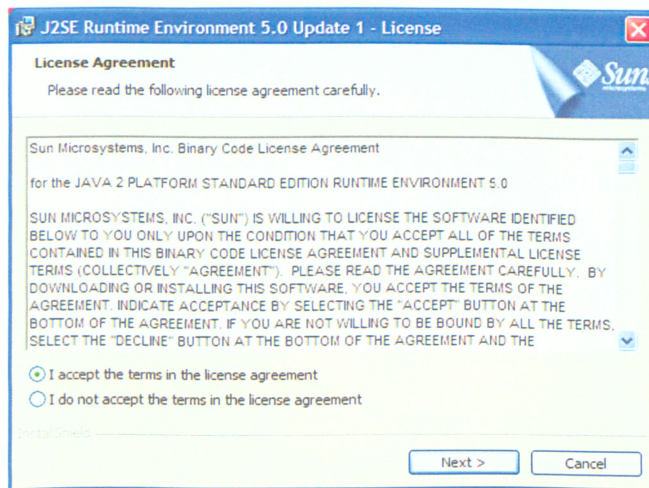 J2SE Runtime Environment 5.0 Update 1 - License
License Agreement
Please read the following license agreement carefully.
Sun
microsystems
Sun Microsystems, Inc. Binary Code License Agreement
for the JAVA 2 PLATFORM STANDARD EDITION RUNTIME ENVIRONMENT 5.0
SUN MICROSYSTEMS, INC. ("SUN") IS WILLING TO LICENSE THE SOFTWARE IDENTIFIED
BELOW TO YOU ONLY UPON THE CONDITION THAT YOU ACCEPT ALL OF THE TERMS
CONTAINED IN THIS BINARY CODE LICENSE AGREEMENT AND SUPPLEMENTAL LICENSE
TERMS (COLLECTIVELY "AGREEMENT"). PLEASE READ THE AGREEMENT CAREFULLY. BY
DOWNLOADING OR INSTALLING THIS SOFTWARE, YOU ACCEPT THE TERMS OF THE
AGREEMENT. INDICATE ACCEPTANCE BY SELECTING THE "ACCEPT" BUTTON AT THE
BOTTOM OF THE AGREEMENT. IF YOU ARE NOT WILLING TO BE BOUND BY ALL THE TERMS,
SELECT THE "DECLINE" BUTTON AT THE BOTTOM OF THE AGREEMENT AND THE
I accept the terms in the license agreement
I do not accept the terms in the license agreement
InstallShield
Next >
Cancel